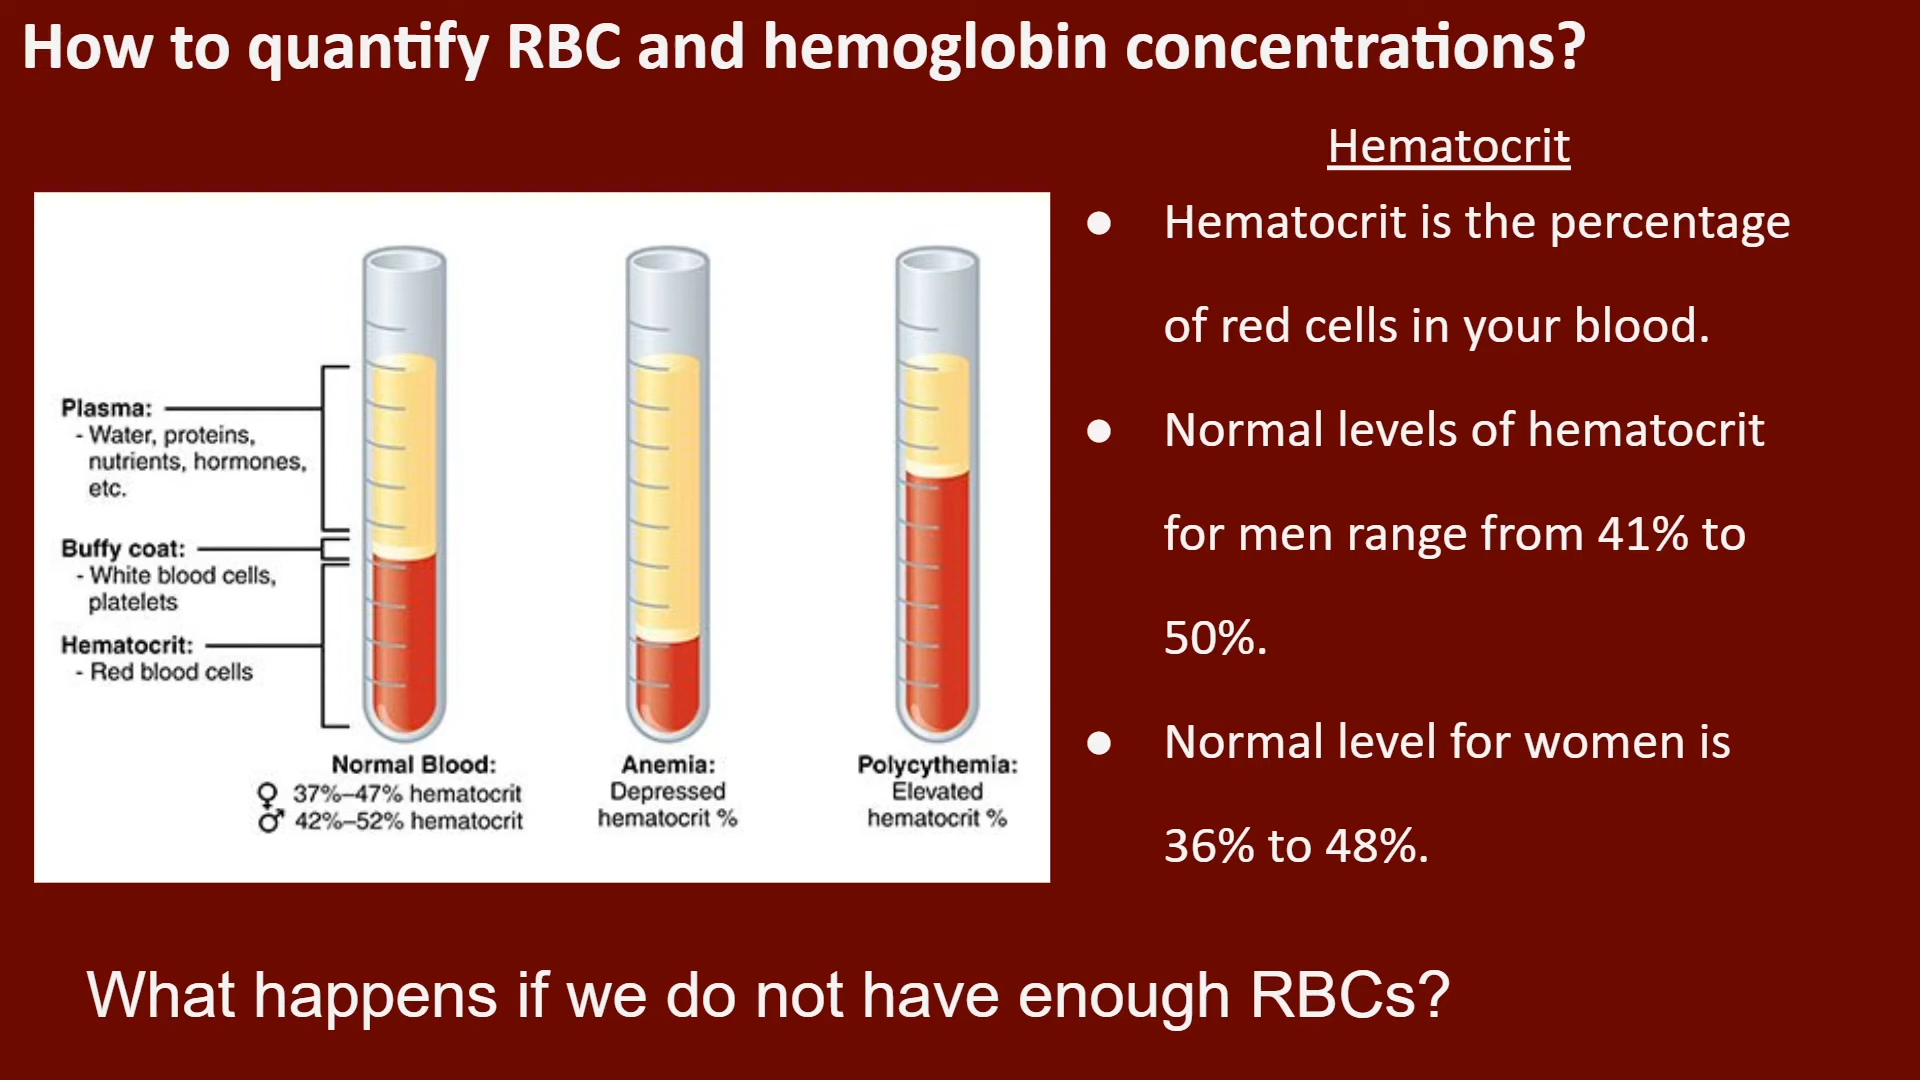 How to quantify RBC and hemoglobin concentrations?
Plasma:
- Water, proteins,
nutrients, hormones,
etc.
Buffy coat:
- White blood cells,
platelets
Hematocrit:
- Red blood cells
Normal Blood:
♀ 37%–47% hematocrit
♂ 42%–52% hematocrit
Anemia:
Depressed
hematocrit %
Polycythemia:
Elevated
hematocrit %
Hematocrit
● Hematocrit is the percentage
of red cells in your blood.
● Normal levels of hematocrit
for men range from 41% to
50%.
● Normal level for women is
36% to 48%.
What happens if we do not have enough RBCs?